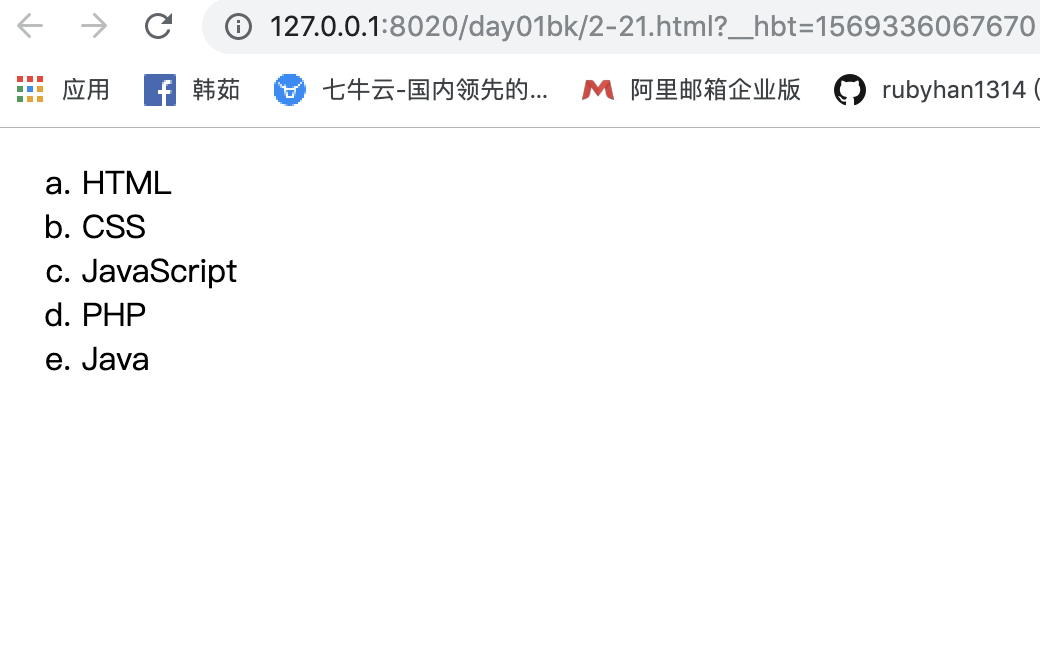 127.0.0.1:8020/day01bk/2-21.html?__hbt=1569336067670
应用 韩茹 七牛云-国内领先的... 阿里邮箱企业版 rubyhan1314 (
a. HTML
b. CSS
c. JavaScript
d. PHP
e. Java